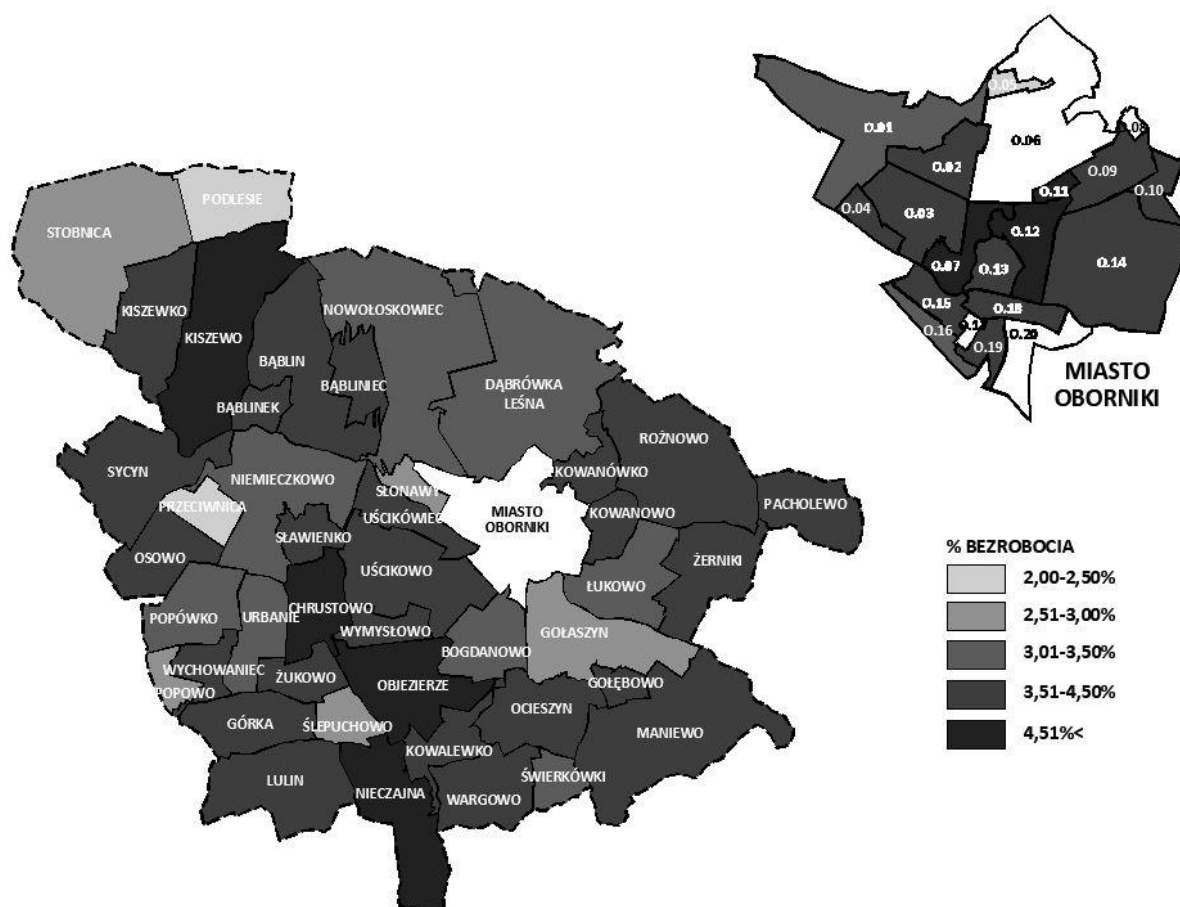 O.05
O.01
O.06
O.08
O.02
O.09
O.11
O.10
O.04
O.03
O.12
O.07
O.13
O.14
O.15
O.18
O.16
O.19
O.20
MIASTO
OBORNIKI
PODLESIE
STOBNICA
KISZEWKO
NOWOŁOSKOWIEC
KISZEWO
BĄBLIN
BĄBLINIEC
DĄBRÓWKA
LEŚNA
BĄBLINEK
ROŻNOWO
SYCYN
NIEMIECZKOWO
KOWANÓWKO
SŁONAWY
PRZECIWNICA
UŚCIKÓWIEC
MIASTO
OBORNIKI
KOWANOWO
PACHOLEWO
SŁAWIENKO
OSOWO
ŻERNIKI
UŚCIKOWO
ŁUKOWO
CHRUSTOWO
POPÓWKO
URBANIE
WYMYSŁOWO
GOŁASZYN
BOGDANOWO
WYCHOWANIEC
ŻUKOWO
OBJEZIERZE
GOŁĘBOWO
POPOWO
OCIESZYN
GÓRKA
ŚLEPUCHOWO
MANIEWO
KOWALEWKO
LULIN
ŚWIERKÓWKI
NIECZAJNA
WARGOWO
% BEZROBOCIA
2,00-2,50%
2,51-3,00%
3,01-3,50%
3,51-4,50%
4,51%<